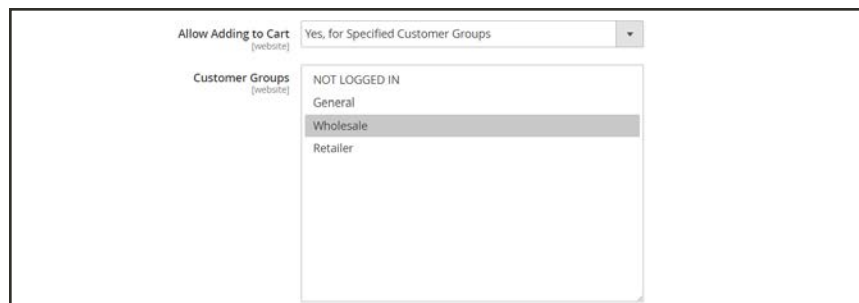 Allow Adding to Cart Yes, for Specified Customer Groups
[website]
Customer Groups NOT LOGGED IN
[website]
General
Wholesale
Retailer